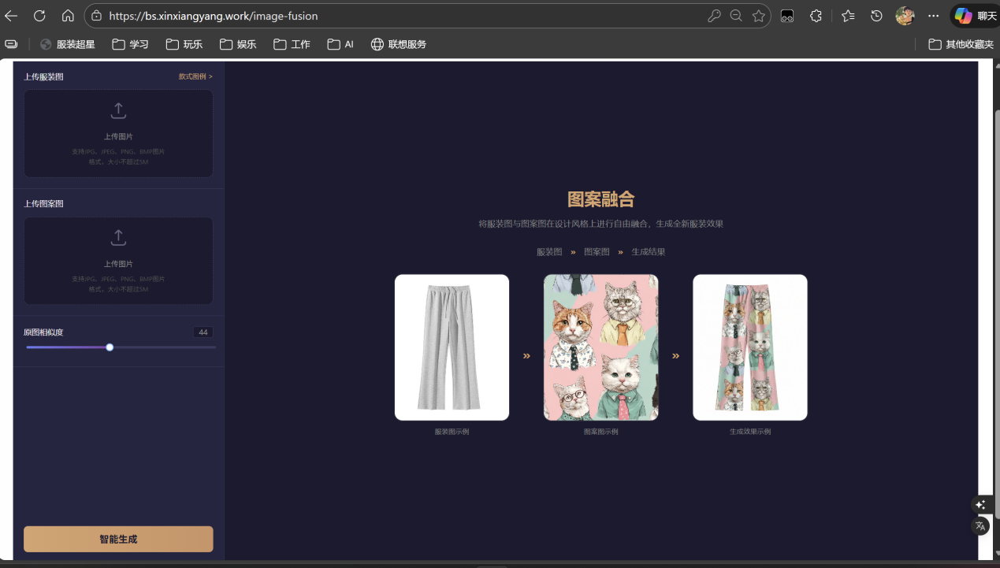 https://bs.xinxiangyang.work/image-fusion
聊天
服装超星
学习
玩乐
娱乐
工作
AI
联想服务
其他收藏夹
上传服装图
款式图例 >
上传图片
支持JPG、JPEG、PNG、BMP图片
格式，大小不超过5M
上传图案图
上传图片
支持JPG、JPEG、PNG、BMP图片
格式，大小不超过5M
原图相似度
44
智能生成
图案融合
将服装图与图案图在设计风格上进行自由融合，生成全新服装效果
服装图 » 图案图 » 生成结果
» »
服装图示例
图案图示例
生成效果示例